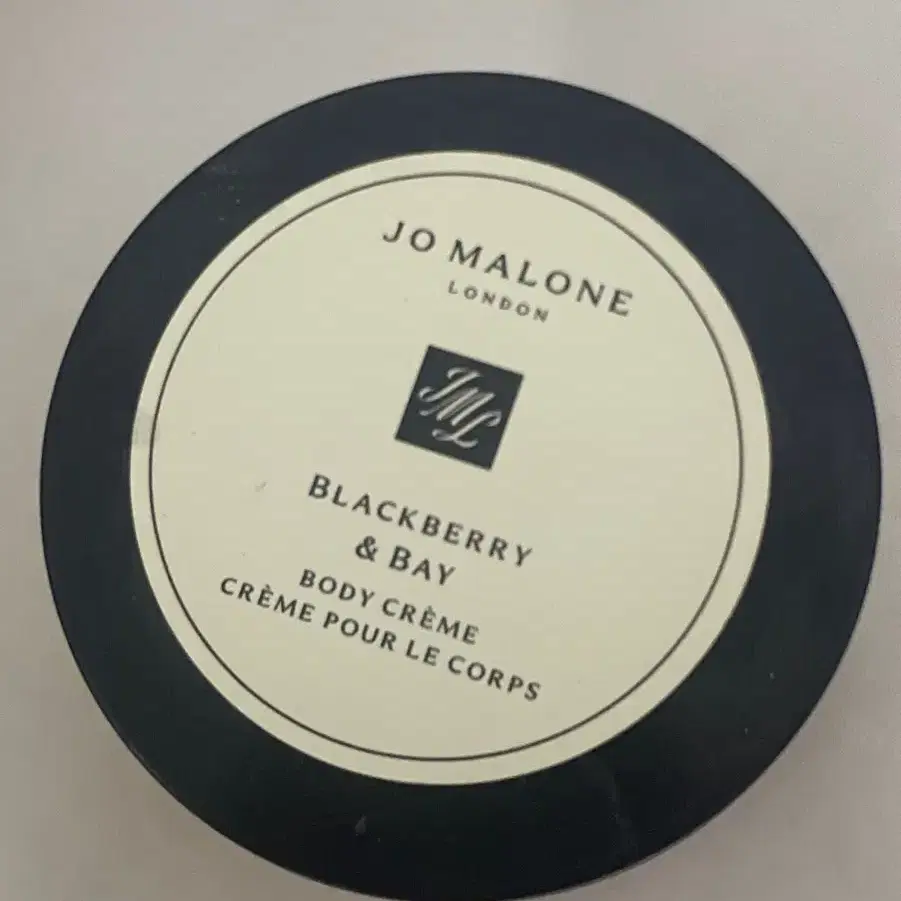 JO MALONE
LONDON
JML
BLACKBERRY
& BAY
BODY CRÈME
CRÈME POUR LE CORPS